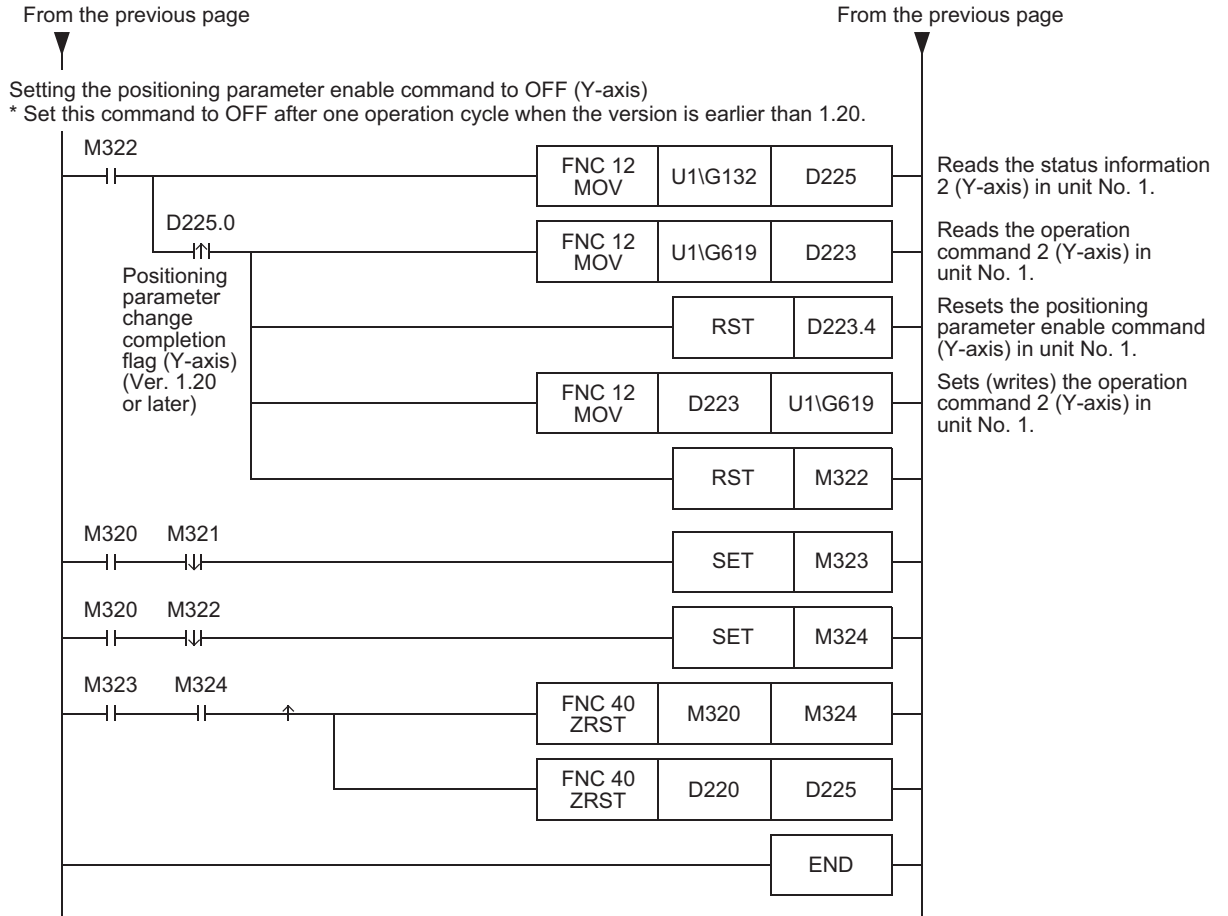 From the previous page
From the previous page
Setting the positioning parameter enable command to OFF (Y-axis)
* Set this command to OFF after one operation cycle when the version is earlier than 1.20.
M322
FNC 12
MOV
U1\G132
D225
Reads the status information
2 (Y-axis) in unit No. 1.
D225.0
Positioning
parameter
change
completion
flag (Y-axis)
(Ver. 1.20
or later)
FNC 12
MOV
U1\G619
D223
Reads the operation
command 2 (Y-axis) in
unit No. 1.
RST
D223.4
Resets the positioning
parameter enable command
(Y-axis) in unit No. 1.
FNC 12
MOV
D223
U1\G619
Sets (writes) the operation
command 2 (Y-axis) in
unit No. 1.
RST
M322
M320
M321
SET
M323
M320
M322
SET
M324
M323
M324
FNC 40
ZRST
M320
M324
FNC 40
ZRST
D220
D225
END